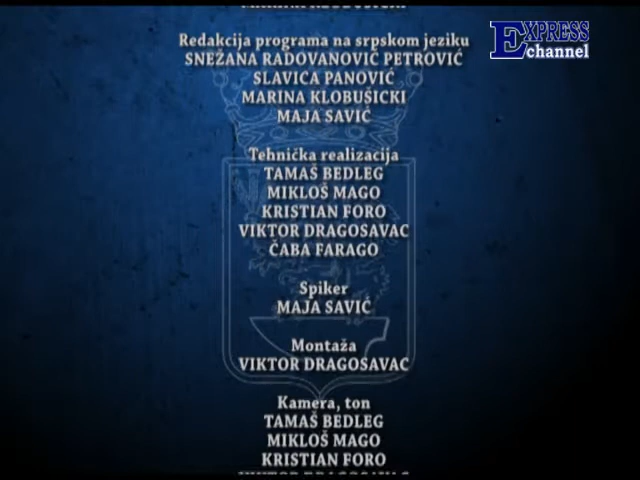 EXPRESS
channel
Redakcija programa na srpskom jeziku
SNEŽANA RADOVANOVIĆ PETROVIĆ
SLAVICA PANOVIĆ
MARINA KLOBUŠICKI
MAJA SAVIĆ
Tehnička realizacija
TAMAŠ BEDLEG
MIKLOŠ MAGO
KRISTIAN FORO
VIKTOR DRAGOSAVAC
ČABA FARAGO
Spiker
MAJA SAVIĆ
Montaža
VIKTOR DRAGOSAVAC
Kamera, ton
TAMAŠ BEDLEG
MIKLOŠ MAGO
KRISTIAN FORO